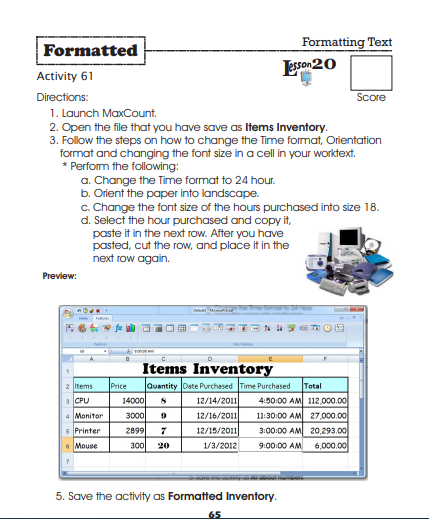 Formatting Text
Formatted
Lesson 20
Activity 61
Score
Directions:
1. Launch MaxCount.
2. Open the file that you have save as Items Inventory.
3. Follow the steps on how to change the Time format, Orientation
format and changing the font size in a cell in your worktext.
* Perform the following:
a. Change the Time format to 24 hour.
b. Orient the paper into landscape.
c. Change the font size of the hours purchased into size 18.
d. Select the hour purchased and copy it,
paste it in the next row. After you have
pasted, cut the row, and place it in the
next row again.
Preview:
A B C D E F
1 Items Inventory
2 Items Price Quantity Date Purchased Time Purchased Total
3 CPU 14000 8 12/14/2011 4:50:00 AM 112,000.00
4 Monitor 3000 9 12/16/2011 11:30:00 AM 27,000.00
5 Printer 2899 7 12/15/2011 3:00:00 AM 20,293.00
6 Mouse 300 20 1/3/2012 9:00:00 AM 6,000.00
7
5. Save the activity as Formatted Inventory.
65